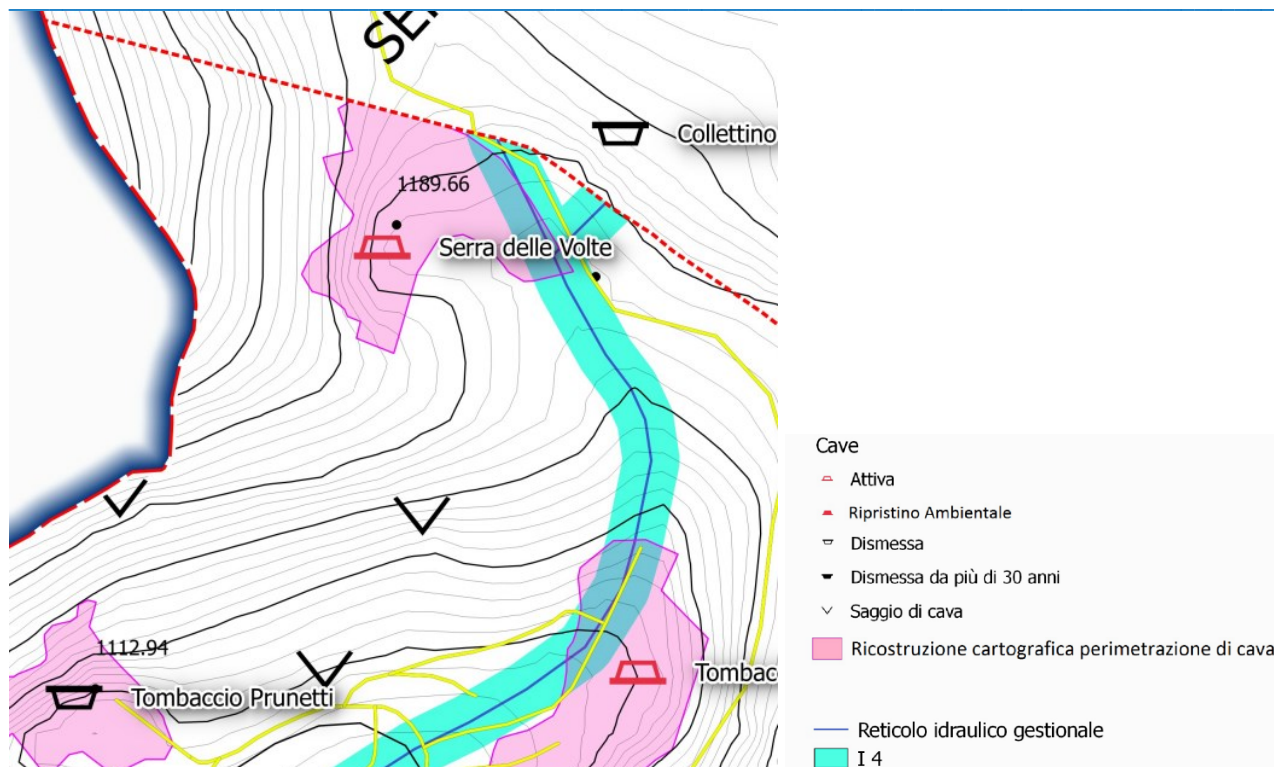 Collettino
1189.66
Serra delle Volte
1112.94
Tombaccio Prunetti
Cave
Attiva
Ripristino Ambientale
Dismessa
Dismessa da più di 30 anni
Saggio di cava
Ricostruzione cartografica perimetrazione di cava
Reticolo idraulico gestionale
I 4